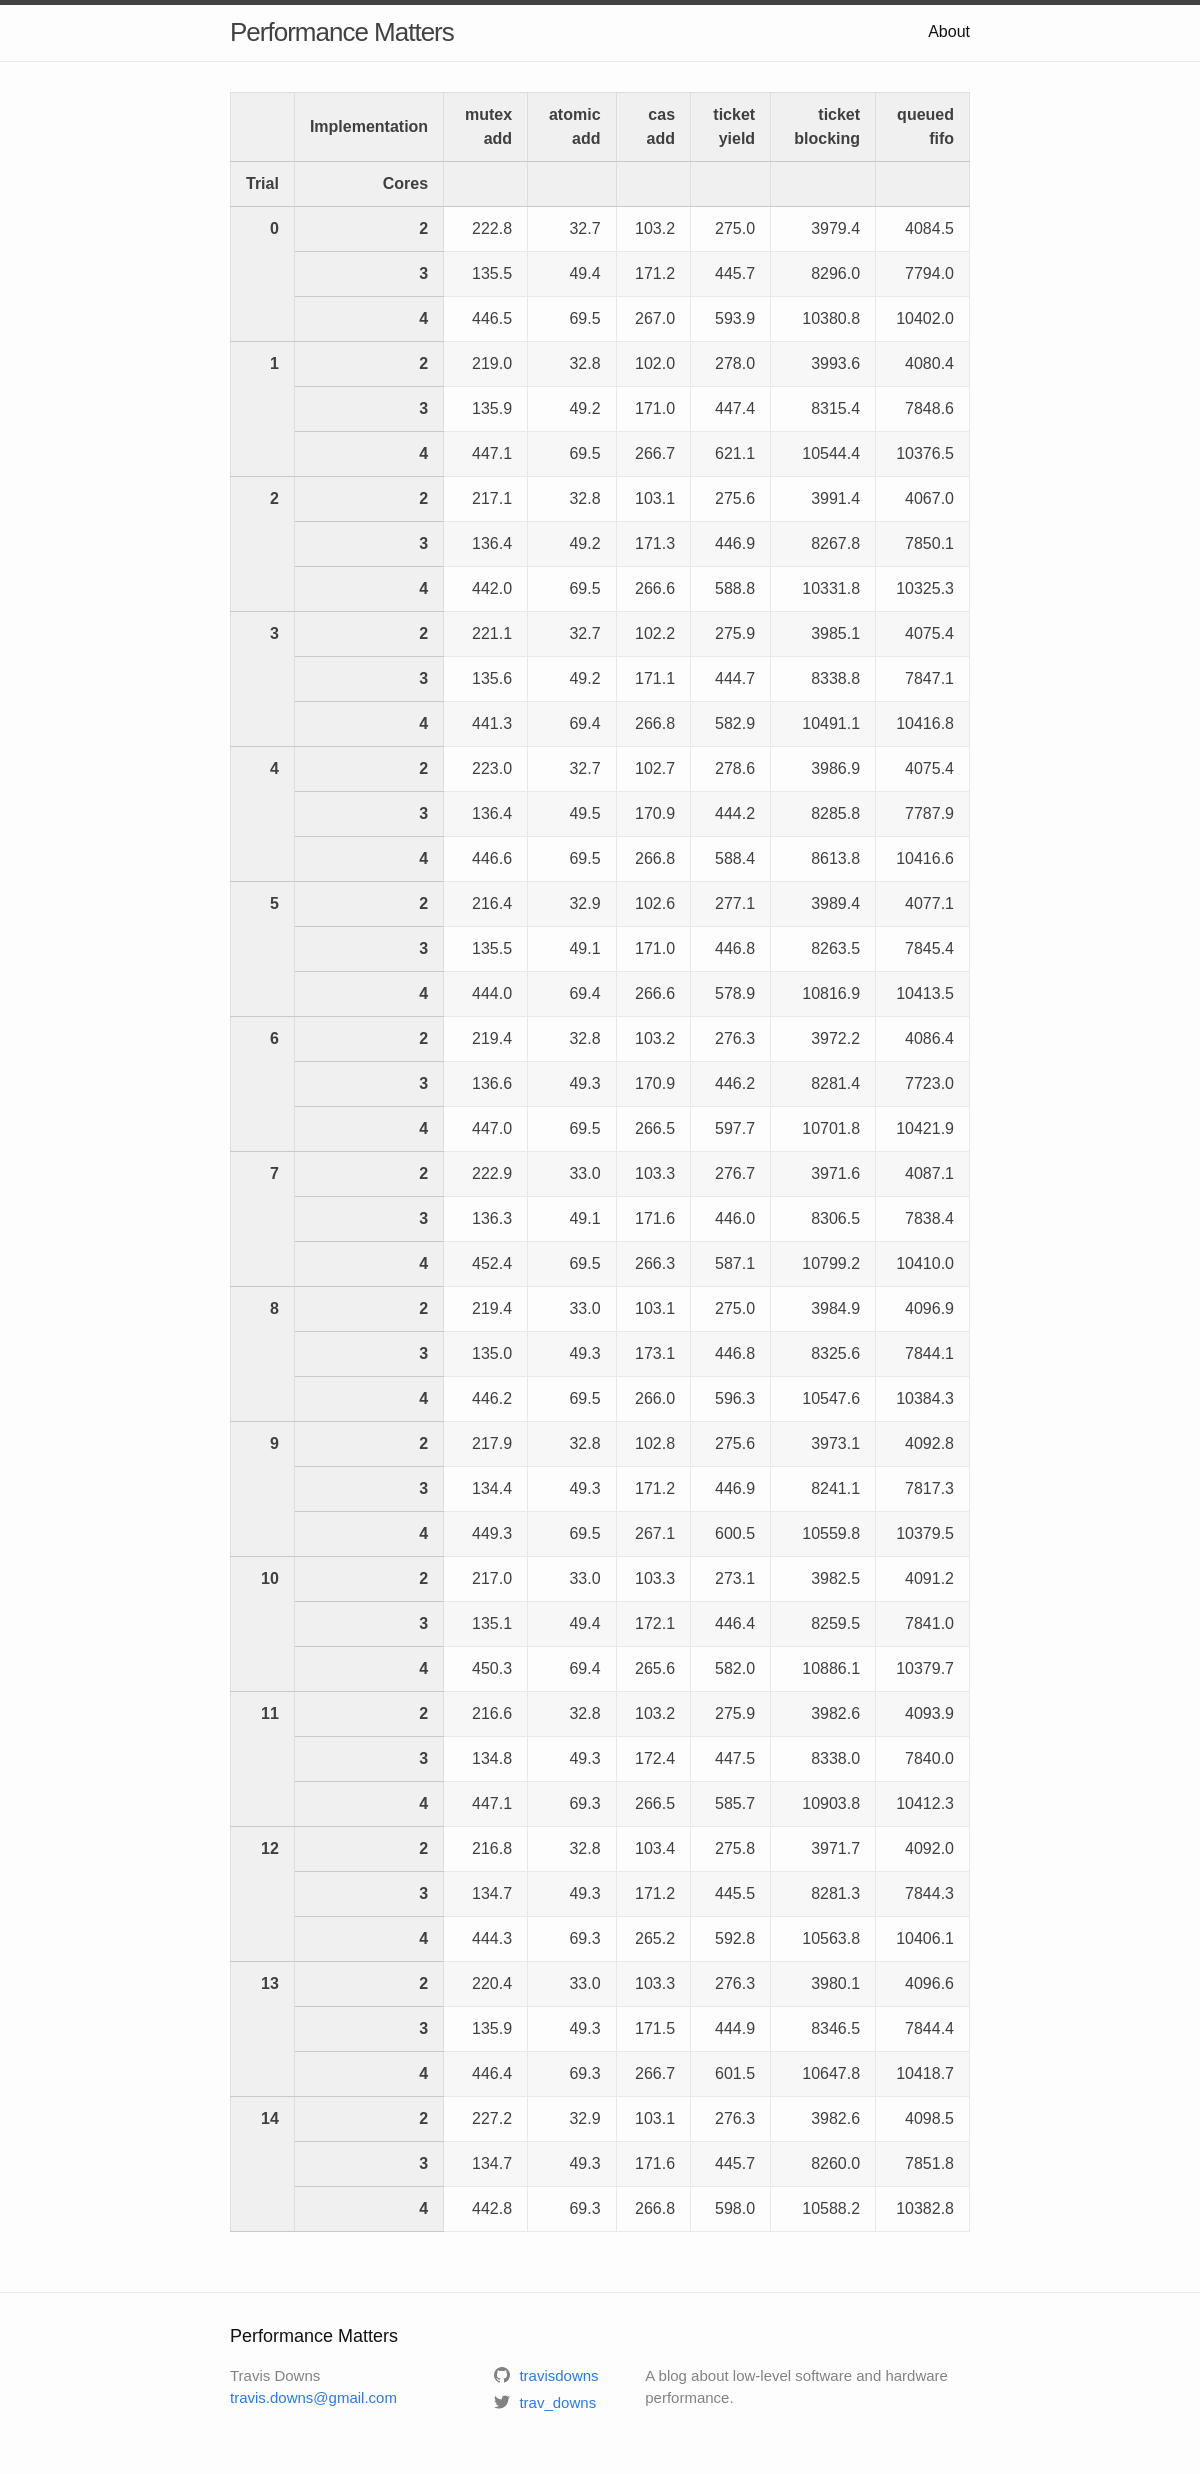 Performance Matters
About
Implementation mutex add atomic add cas add ticket yield ticket blocking queued fifo
Trial Cores
0 2 222.8 32.7 103.2 275.0 3979.4 4084.5
3 135.5 49.4 171.2 445.7 8296.0 7794.0
4 446.5 69.5 267.0 593.9 10380.8 10402.0
1 2 219.0 32.8 102.0 278.0 3993.6 4080.4
3 135.9 49.2 171.0 447.4 8315.4 7848.6
4 447.1 69.5 266.7 621.1 10544.4 10376.5
2 2 217.1 32.8 103.1 275.6 3991.4 4067.0
3 136.4 49.2 171.3 446.9 8267.8 7850.1
4 442.0 69.5 266.6 588.8 10331.8 10325.3
3 2 221.1 32.7 102.2 275.9 3985.1 4075.4
3 135.6 49.2 171.1 444.7 8338.8 7847.1
4 441.3 69.4 266.8 582.9 10491.1 10416.8
4 2 223.0 32.7 102.7 278.6 3986.9 4075.4
3 136.4 49.5 170.9 444.2 8285.8 7787.9
4 446.6 69.5 266.8 588.4 8613.8 10416.6
5 2 216.4 32.9 102.6 277.1 3989.4 4077.1
3 135.5 49.1 171.0 446.8 8263.5 7845.4
4 444.0 69.4 266.6 578.9 10816.9 10413.5
6 2 219.4 32.8 103.2 276.3 3972.2 4086.4
3 136.6 49.3 170.9 446.2 8281.4 7723.0
4 447.0 69.5 266.5 597.7 10701.8 10421.9
7 2 222.9 33.0 103.3 276.7 3971.6 4087.1
3 136.3 49.1 171.6 446.0 8306.5 7838.4
4 452.4 69.5 266.3 587.1 10799.2 10410.0
8 2 219.4 33.0 103.1 275.0 3984.9 4096.9
3 135.0 49.3 173.1 446.8 8325.6 7844.1
4 446.2 69.5 266.0 596.3 10547.6 10384.3
9 2 217.9 32.8 102.8 275.6 3973.1 4092.8
3 134.4 49.3 171.2 446.9 8241.1 7817.3
4 449.3 69.5 267.1 600.5 10559.8 10379.5
10 2 217.0 33.0 103.3 273.1 3982.5 4091.2
3 135.1 49.4 172.1 446.4 8259.5 7841.0
4 450.3 69.4 265.6 582.0 10886.1 10379.7
11 2 216.6 32.8 103.2 275.9 3982.6 4093.9
3 134.8 49.3 172.4 447.5 8338.0 7840.0
4 447.1 69.3 266.5 585.7 10903.8 10412.3
12 2 216.8 32.8 103.4 275.8 3971.7 4092.0
3 134.7 49.3 171.2 445.5 8281.3 7844.3
4 444.3 69.3 265.2 592.8 10563.8 10406.1
13 2 220.4 33.0 103.3 276.3 3980.1 4096.6
3 135.9 49.3 171.5 444.9 8346.5 7844.4
4 446.4 69.3 266.7 601.5 10647.8 10418.7
14 2 227.2 32.9 103.1 276.3 3982.6 4098.5
3 134.7 49.3 171.6 445.7 8260.0 7851.8
4 442.8 69.3 266.8 598.0 10588.2 10382.8
Performance Matters
Travis Downs
travis.downs@gmail.com
travisdowns
trav_downs
A blog about low-level software and hardware
performance.